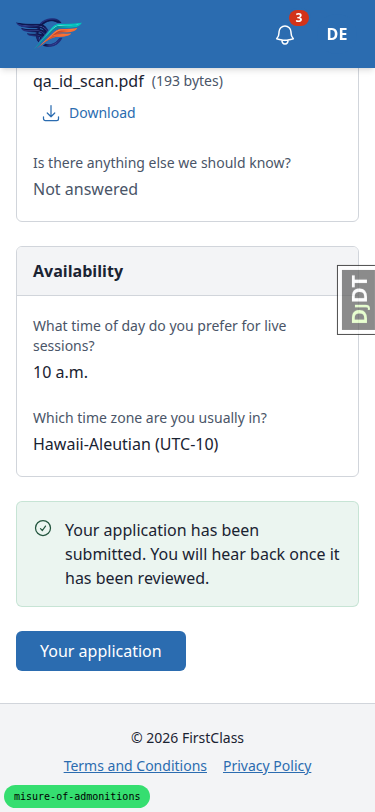 3
DE
qa_id_scan.pdf (193 bytes)
Download
Is there anything else we should know?
Not answered
Availability
DjDT
What time of day do you prefer for live
sessions?
10 a.m.
Which time zone are you usually in?
Hawaii-Aleutian (UTC-10)
Your application has been
submitted. You will hear back once it
has been reviewed.
Your application
© 2026 FirstClass
Terms and Conditions Privacy Policy
misure-of-admonitions